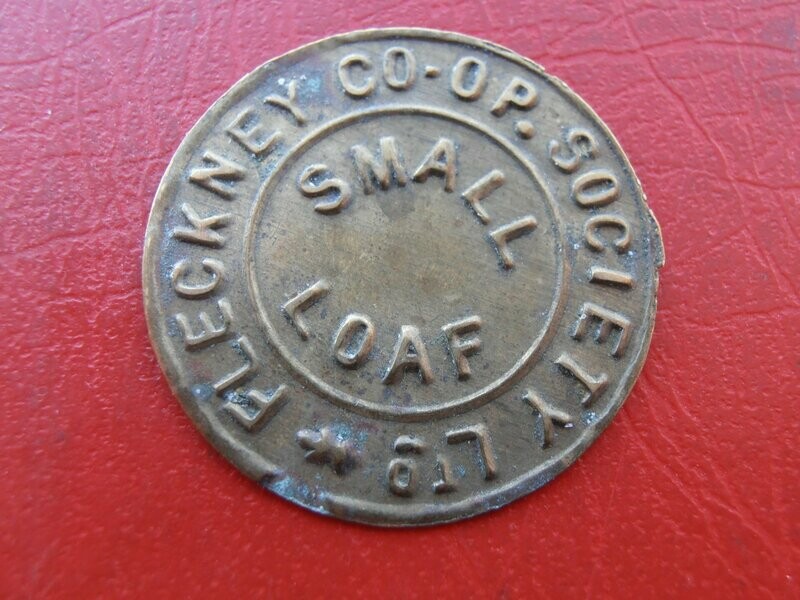 FLECKNEY CO-OP. SOCIETY LTD
SMALL
LOAF